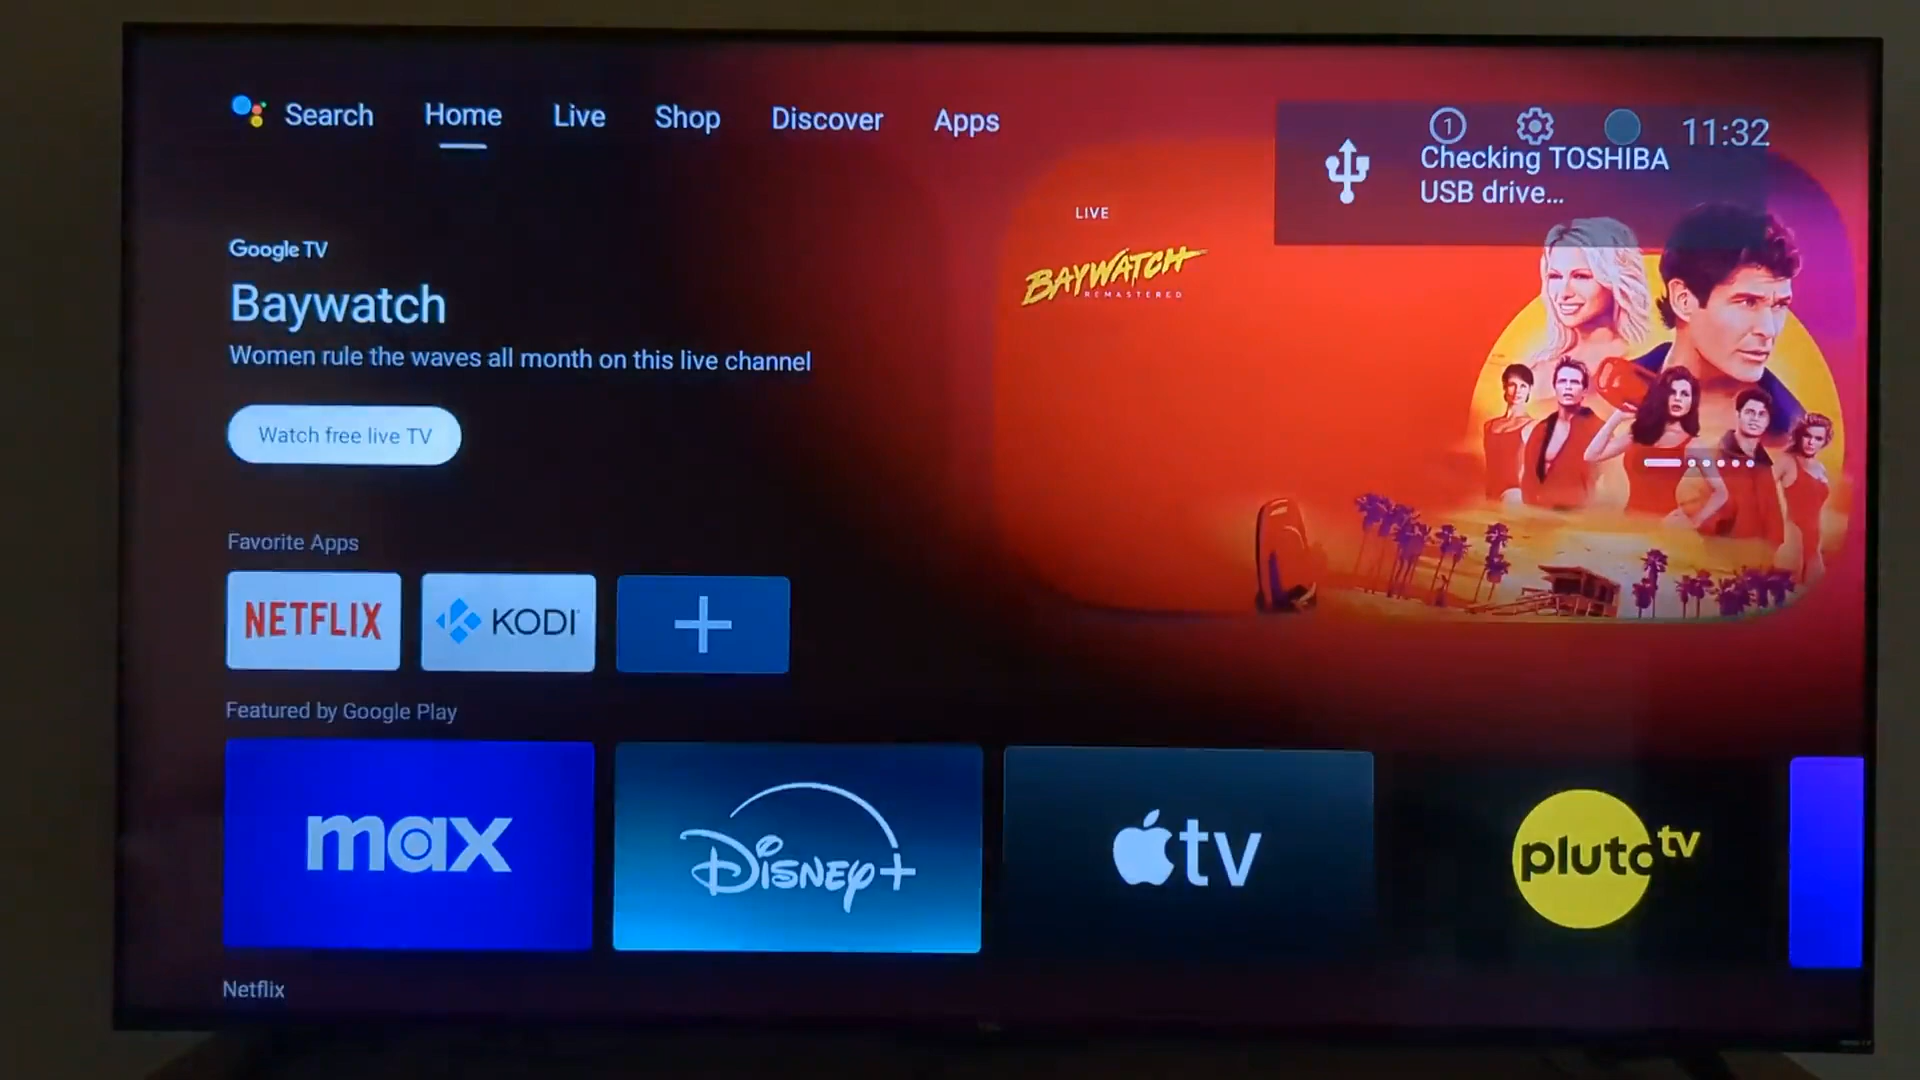 Search
Home
Live
Shop
Discover
Apps
1
11:32
Checking TOSHIBA
USB drive...
LIVE
BAYWATCH
REMASTERED
Google TV
Baywatch
Women rule the waves all month on this live channel
Watch free live TV
Favorite Apps
NETFLIX
KODI
Featured by Google Play
max
Disney+
tv
pluto tv
Netflix